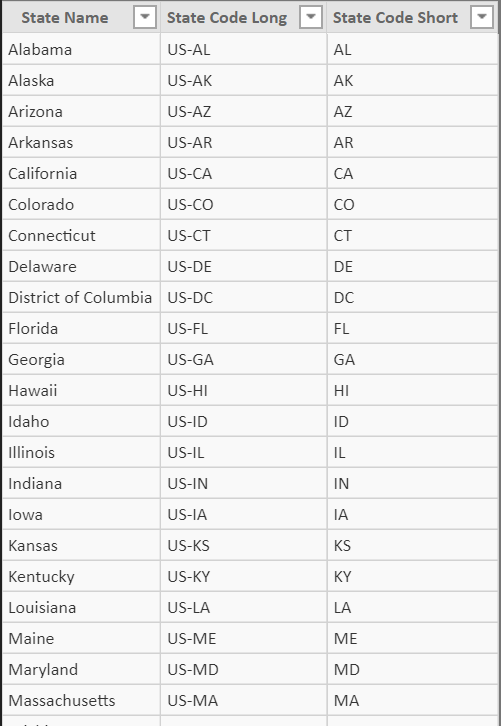 State Name State Code Long State Code Short
Alabama US-AL AL
Alaska US-AK AK
Arizona US-AZ AZ
Arkansas US-AR AR
California US-CA CA
Colorado US-CO CO
Connecticut US-CT CT
Delaware US-DE DE
District of Columbia US-DC DC
Florida US-FL FL
Georgia US-GA GA
Hawaii US-HI HI
Idaho US-ID ID
Illinois US-IL IL
Indiana US-IN IN
Iowa US-IA IA
Kansas US-KS KS
Kentucky US-KY KY
Louisiana US-LA LA
Maine US-ME ME
Maryland US-MD MD
Massachusetts US-MA MA